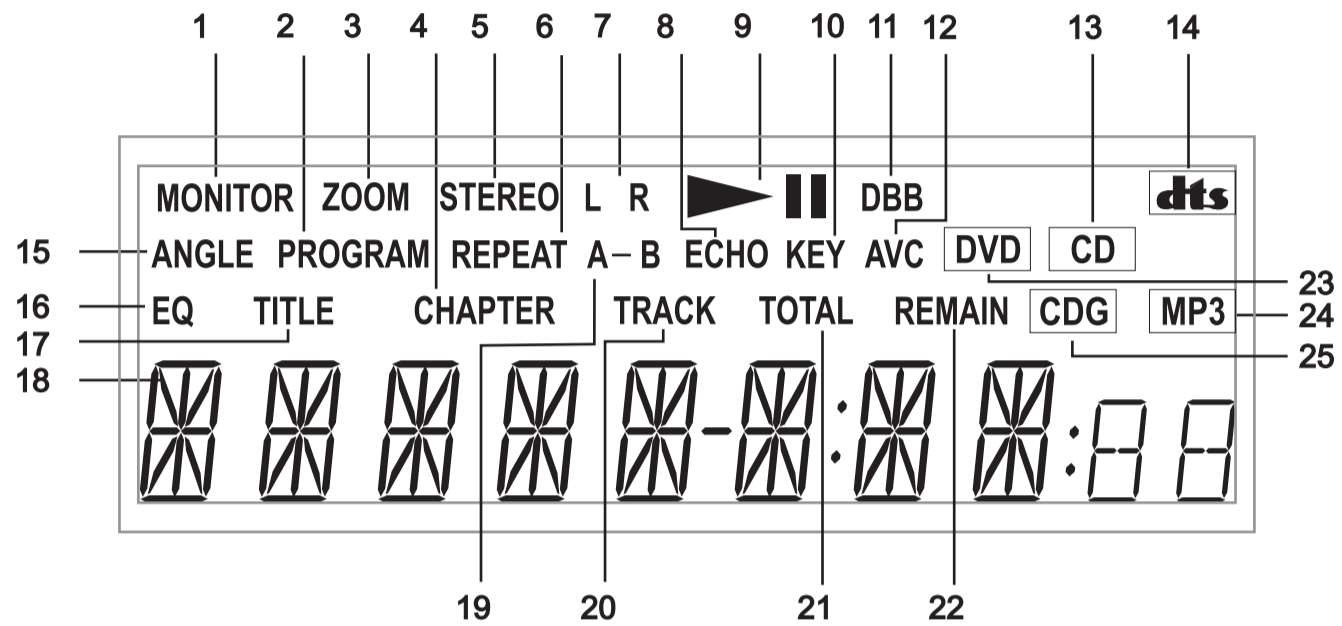 1 2 3 4 5 6 7 8 9 10 11 12 13 14
MONITOR ZOOM STEREO L R DBB dts
15 ANGLE PROGRAM REPEAT A–B ECHO KEY AVC DVD CD
23
16 EQ TITLE CHAPTER TRACK TOTAL REMAIN CDG MP3 24
17 25
18
19 20 21 22